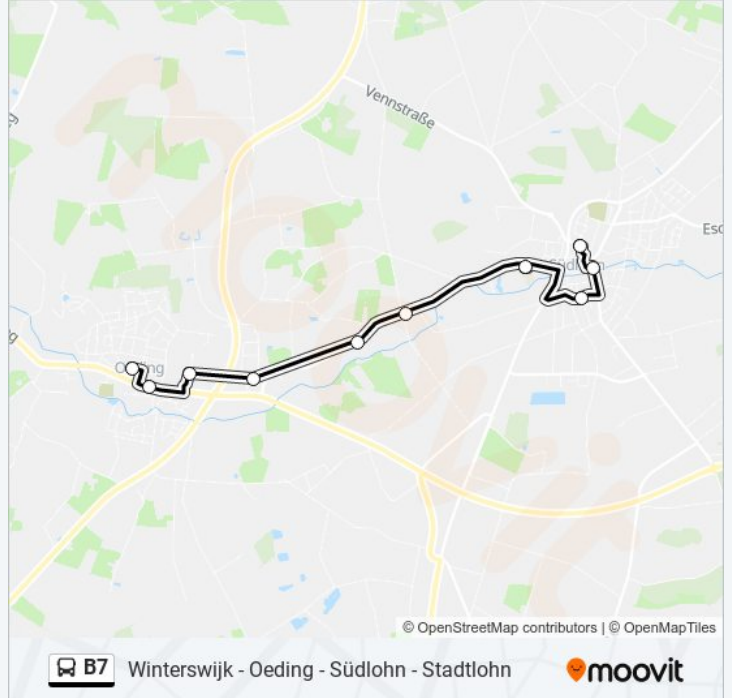 Vennstraße
Esc
Südlohn
Oeding
© OpenStreetMap contributors | © OpenMapTiles
B7 Winterswijk - Oeding - Südlohn - Stadtlohn
moovit